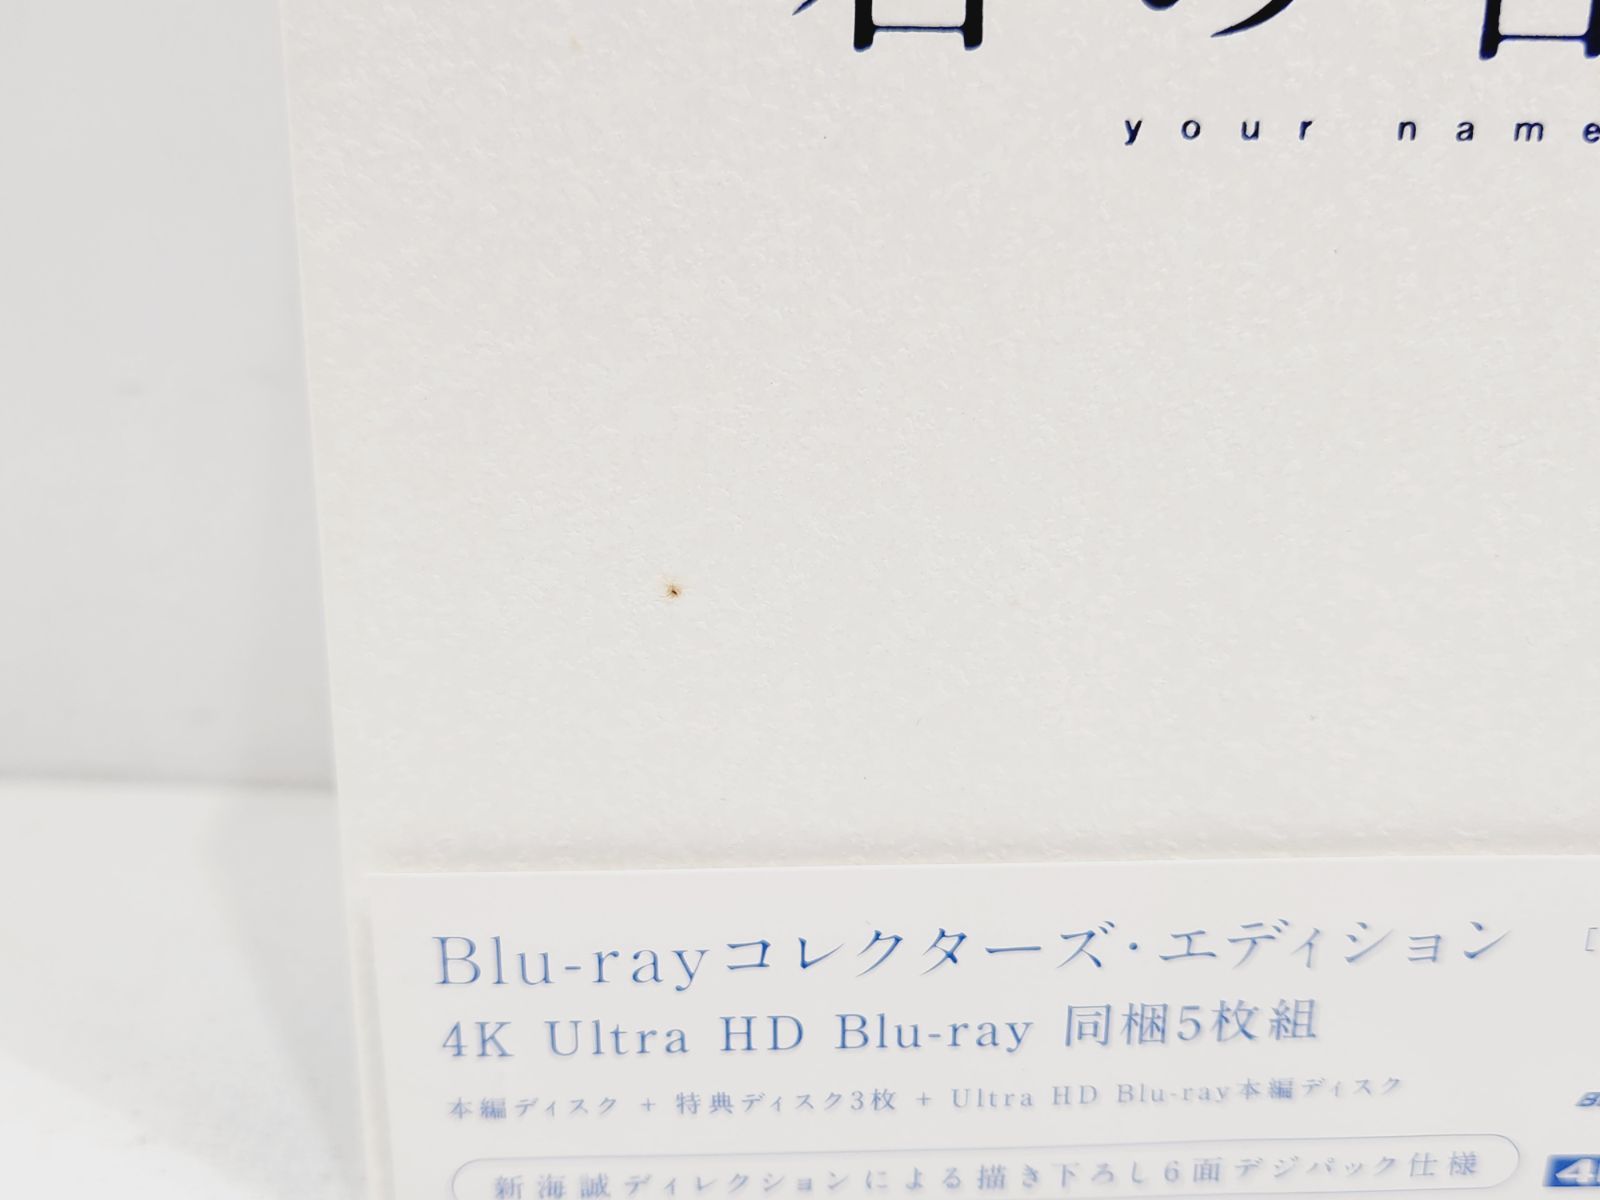 君の名
your name
Blu-rayコレクターズ・エディション
4K Ultra HD Blu-ray 同梱5枚組
本編ディスク + 特典ディスク3枚 + Ultra HD Blu-ray本編ディスク
新海誠ディレクションによる描き下ろし6面デジパック仕様